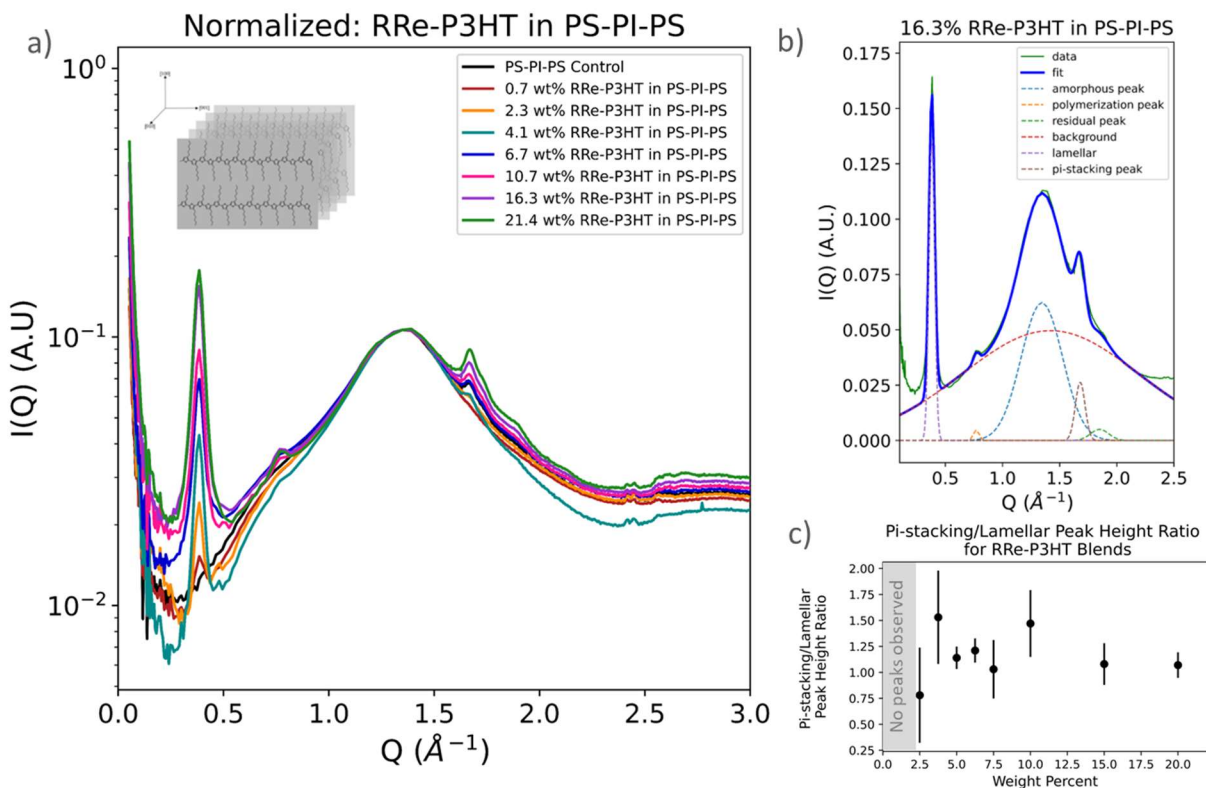 a)
Normalized: RRe-P3HT in PS-PI-PS
I(Q) (A.U)
10⁰
10⁻¹
10⁻²
PS-PI-PS Control
0.7 wt% RRe-P3HT in PS-PI-PS
2.3 wt% RRe-P3HT in PS-PI-PS
4.1 wt% RRe-P3HT in PS-PI-PS
6.7 wt% RRe-P3HT in PS-PI-PS
10.7 wt% RRe-P3HT in PS-PI-PS
16.3 wt% RRe-P3HT in PS-PI-PS
21.4 wt% RRe-P3HT in PS-PI-PS
0.0 0.5 1.0 1.5 2.0 2.5 3.0
Q (Å⁻¹)
b)
16.3% RRe-P3HT in PS-PI-PS
I(Q) (A.U.)
0.175
0.150
0.125
0.100
0.075
0.050
0.025
0.000
data
fit
amorphous peak
polymerization peak
residual peak
background
lamellar
pi-stacking peak
0.5 1.0 1.5 2.0 2.5
Q (Å⁻¹)
c)
Pi-stacking/Lamellar Peak Height Ratio
for RRe-P3HT Blends
Pi-stacking/Lamellar
Peak Height Ratio
2.00
1.75
1.50
1.25
1.00
0.75
0.50
0.25
No peaks observed
0.0 2.5 5.0 7.5 10.0 12.5 15.0 17.5 20.0
Weight Percent